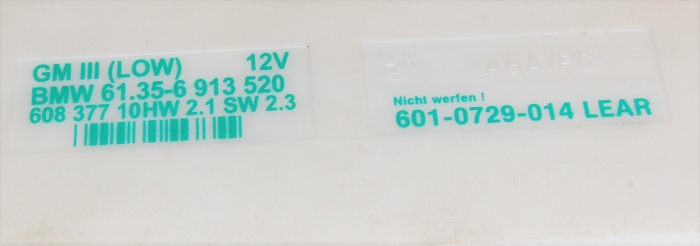 GM III (LOW) 12V
BMW 61.35-6 913 520
608 377 10HW 2.1 SW 2.3
Nicht werfen !
601-0729-014 LEAR